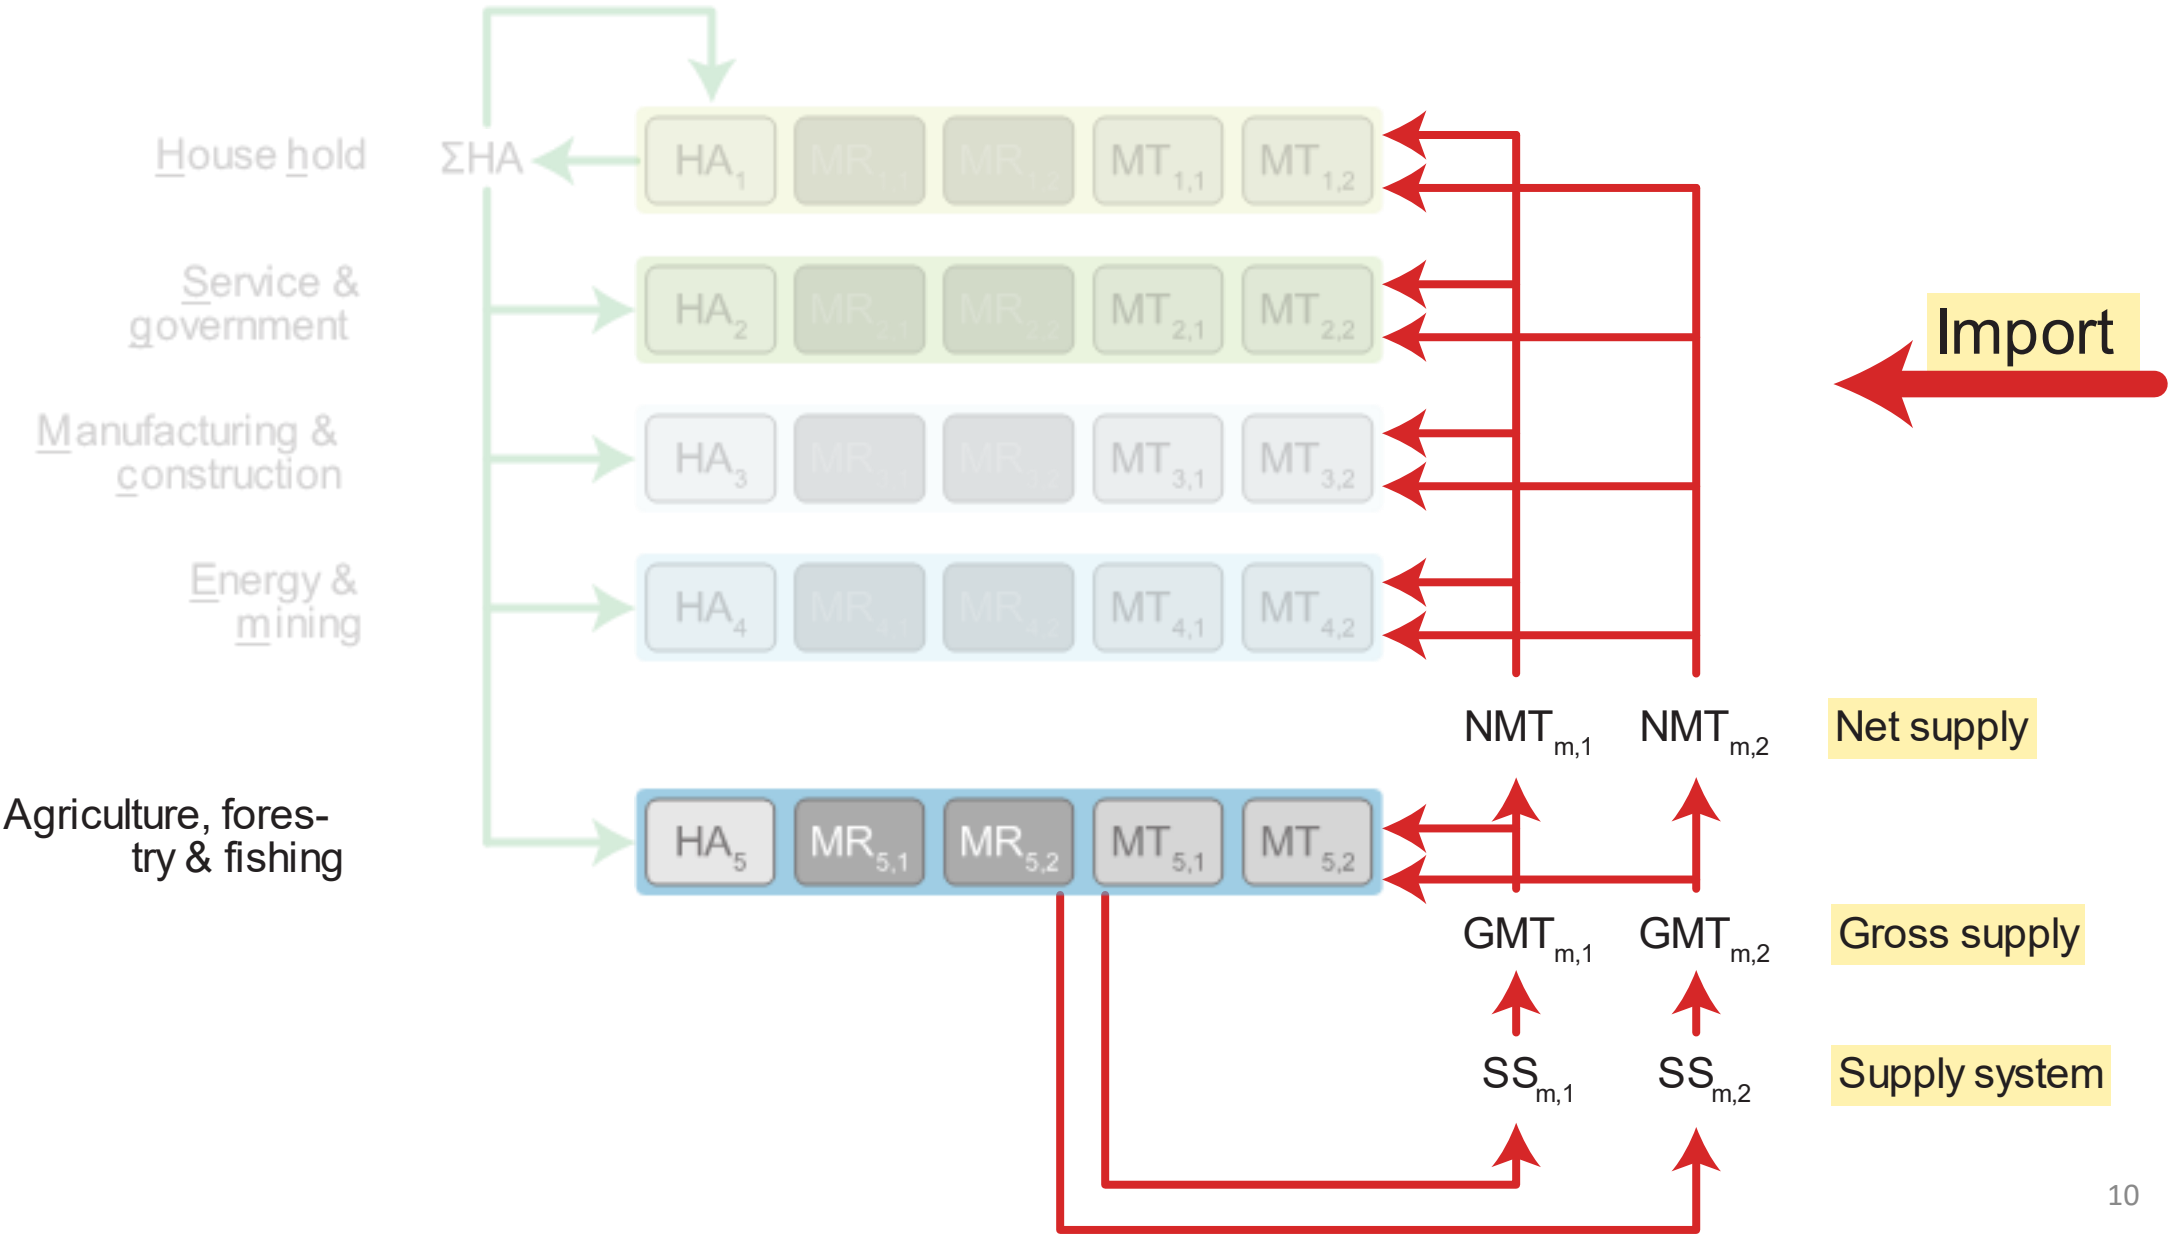 House hold
ΣHA
HA1 MR1,1 MR1,2 MT1,1 MT1,2
Service &
government
HA2 MR2,1 MR2,2 MT2,1 MT2,2
Import
Manufacturing &
construction
HA3 MR3,1 MR3,2 MT3,1 MT3,2
Energy &
mining
HA4 MR4,1 MR4,2 MT4,1 MT4,2
NMTm,1 NMTm,2 Net supply
Agriculture, fores-
try & fishing
HA5 MR5,1 MR5,2 MT5,1 MT5,2
GMTm,1 GMTm,2 Gross supply
SSm,1 SSm,2 Supply system
10